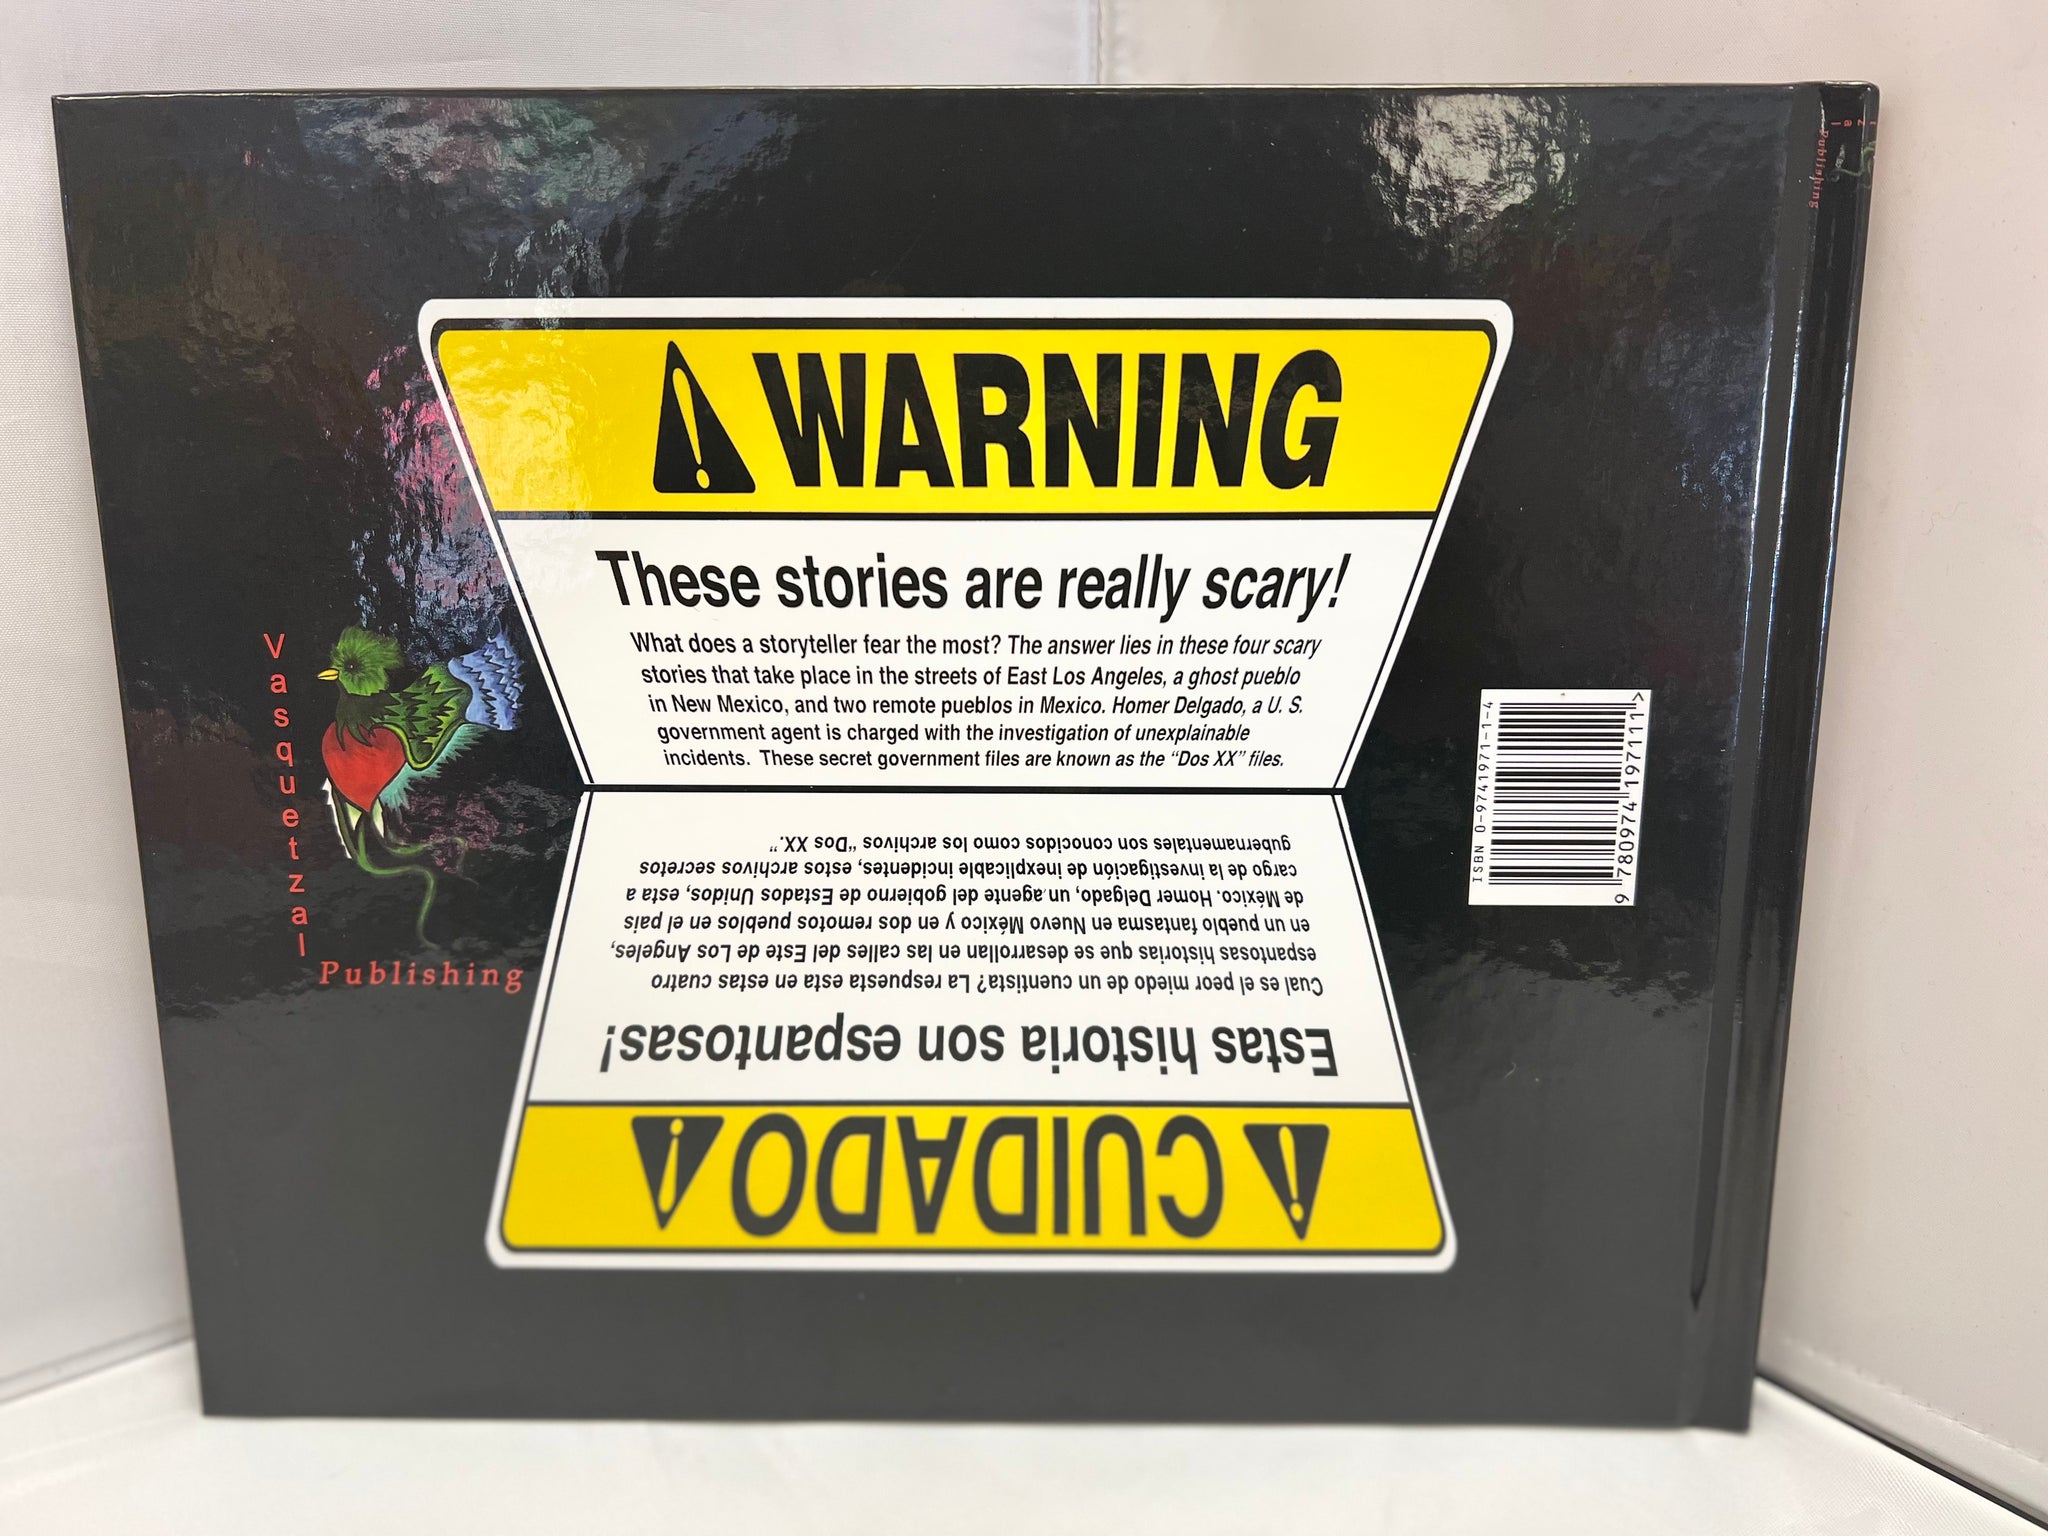 WARNING
These stories are really scary!
What does a storyteller fear the most? The answer lies in these four scary
stories that take place in the streets of East Los Angeles, a ghost pueblo
in New Mexico, and two remote pueblos in Mexico. Homer Delgado, a U. S.
government agent is charged with the investigation of unexplainable
incidents. These secret government files are known as the “Dos XX” files.
CUIDADO
Estas historia son espantosas!
Cual es el peor miedo de un cuentista? La respuesta esta en estas cuatro
espantosas historias que se desarrollan en las calles del Este de Los Angeles,
en un pueblo fantasma en Nuevo México y en dos remotos pueblos en el país
de México. Homer Delgado, un agente del gobierno de Estados Unidos, esta a
cargo de la investigación de inexplicable incidentes, estos archivos secretos
gubernamentales son conocidos como los archivos “Dos XX.”
Vasquetzal
Publishing
ISBN 0-9741971-1-4
9 780974 197111 >
zal
Publishing